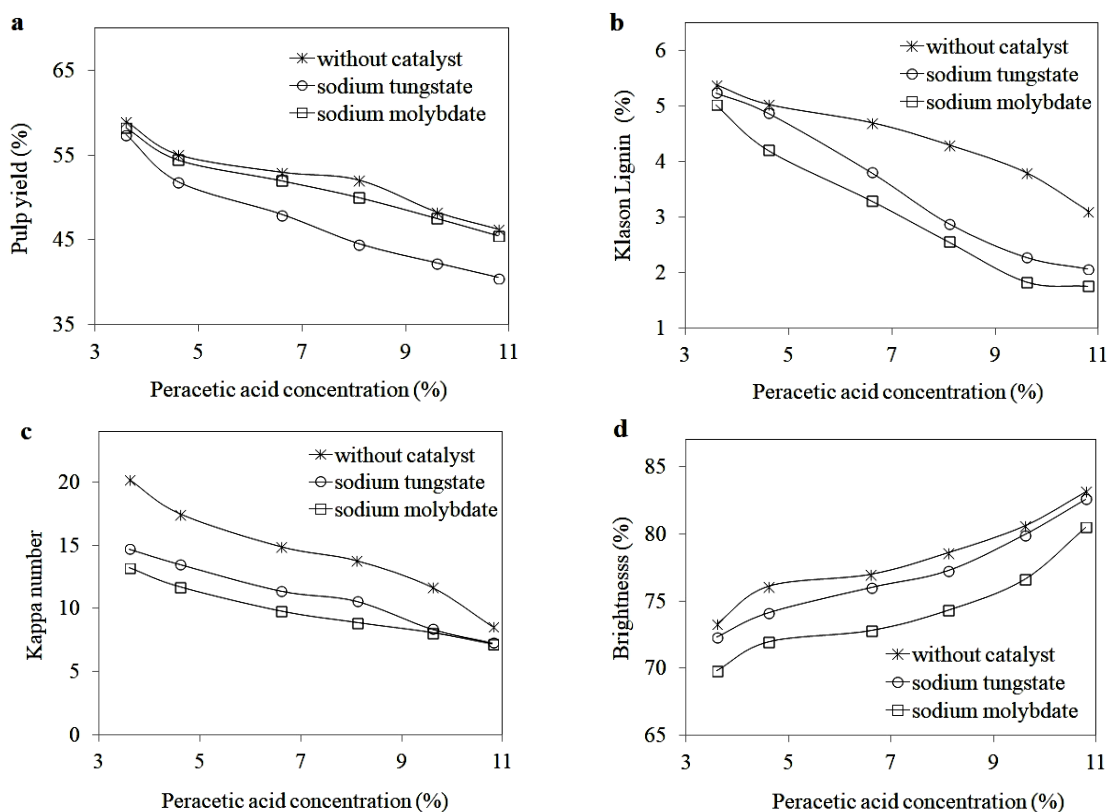 a
without catalyst
sodium tungstate
sodium molybdate
65
55
45
35
Pulp yield (%)
3 5 7 9 11
Peracetic acid concentration (%)
b
without catalyst
sodium tungstate
sodium molybdate
6
5
4
3
2
1
Klason Lignin (%)
3 5 7 9 11
Peracetic acid concentration (%)
c
without catalyst
sodium tungstate
sodium molybdate
20
15
10
5
0
Kappa number
3 5 7 9 11
Peracetic acid concentration (%)
d
85
80
75
70
65
Brightnesss (%)
without catalyst
sodium tungstate
sodium molybdate
3 5 7 9 11
Peracetic acid concentration (%)